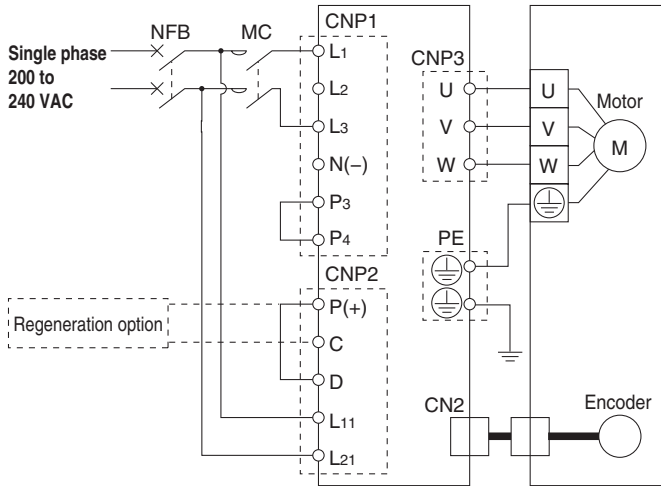 NFB
MC
CNP1
Single phase
200 to
240 VAC
L1
L2
L3
N(−)
P3
P4
CNP3
U
V
W
U
V
W
Motor
M
PE
CNP2
P(+)
C
D
L11
L21
Regeneration option
CN2
Encoder